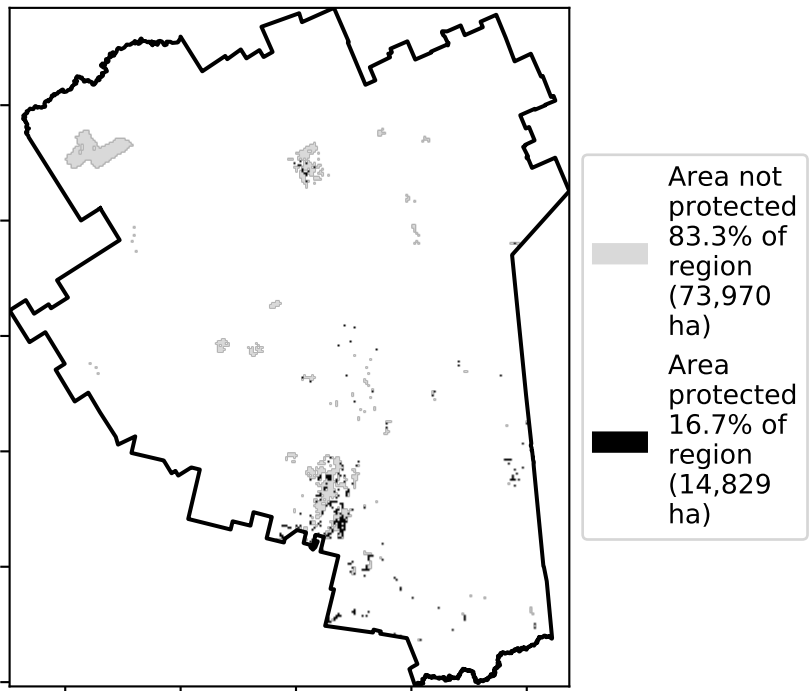 Area not
protected
83.3% of
region
(73,970
ha)
Area
protected
16.7% of
region
(14,829
ha)